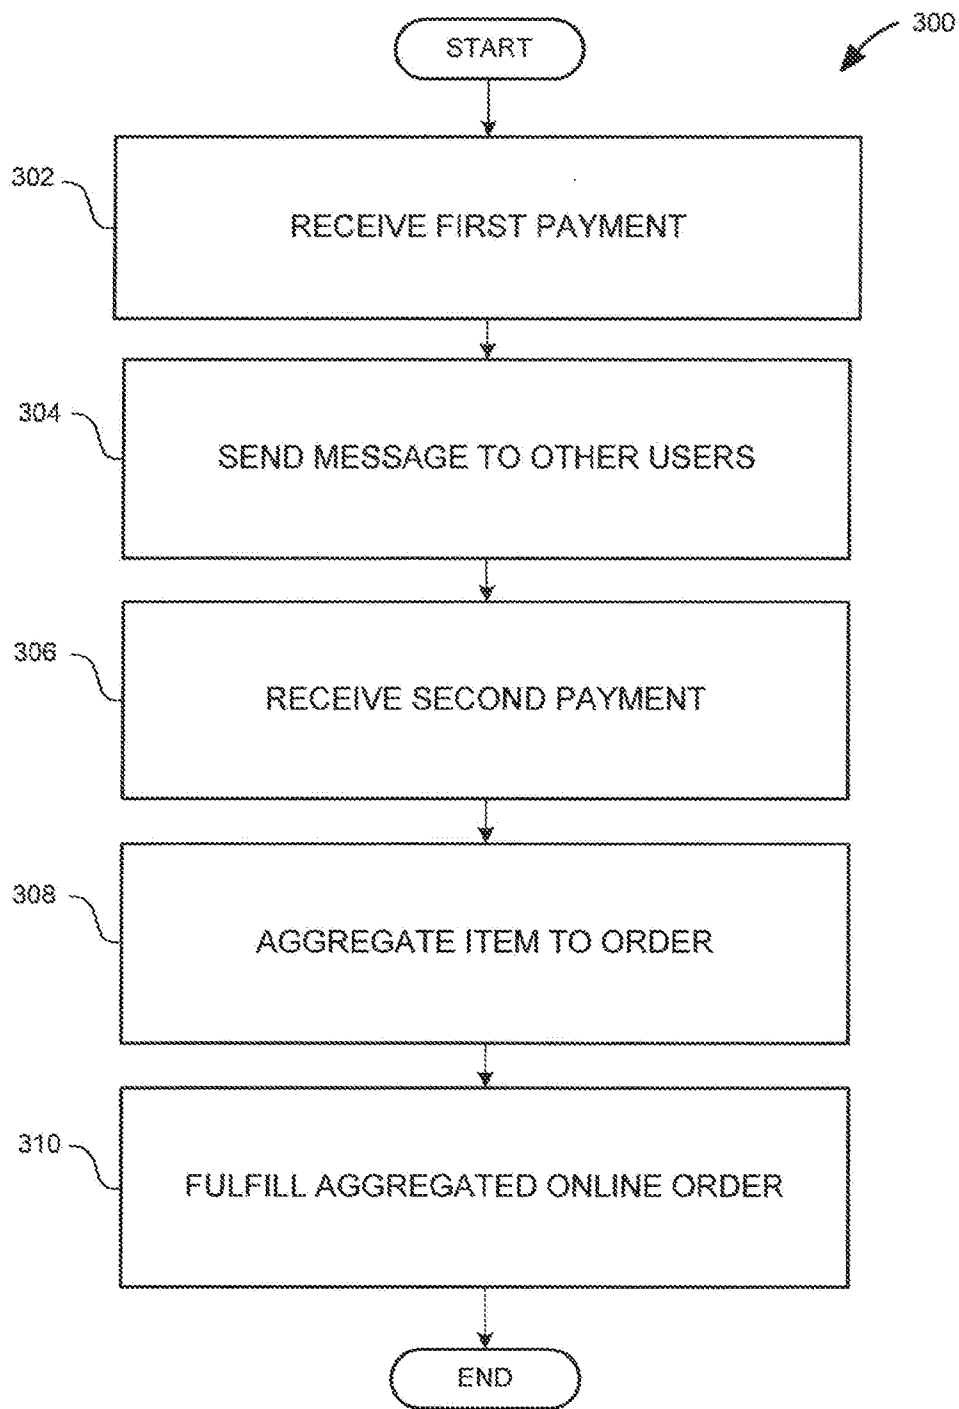 START
300
302
RECEIVE FIRST PAYMENT
304
SEND MESSAGE TO OTHER USERS
306
RECEIVE SECOND PAYMENT
308
AGGREGATE ITEM TO ORDER
310
FULFILL AGGREGATED ONLINE ORDER
END